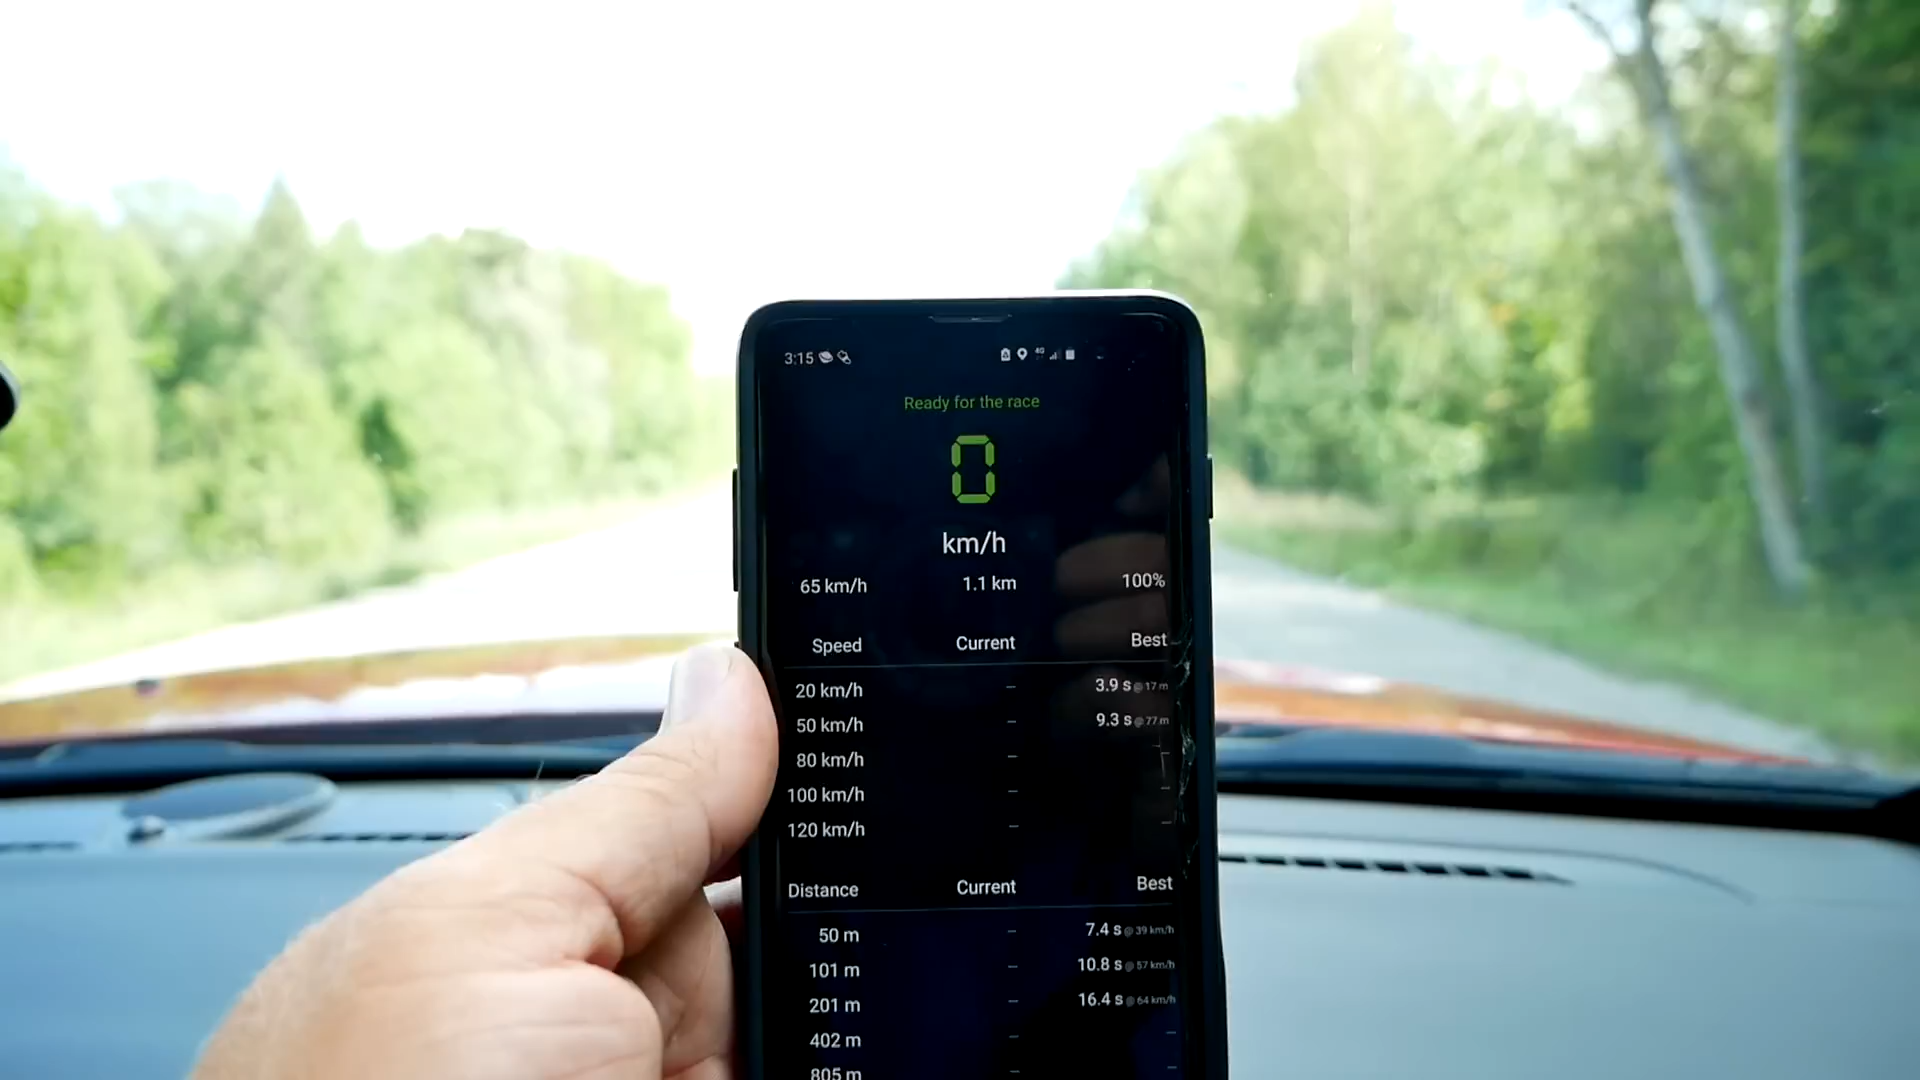 3:15 4G
Ready for the race
0
km/h
65 km/h 1.1 km 100%
Speed Current Best
20 km/h – 3.9 s @ 17 m
50 km/h – 9.3 s @ 77 m
80 km/h – –
100 km/h – –
120 km/h – –
Distance Current Best
50 m – 7.4 s @ 39 km/h
101 m – 10.8 s @ 57 km/h
201 m – 16.4 s @ 64 km/h
402 m – –
805 m – –